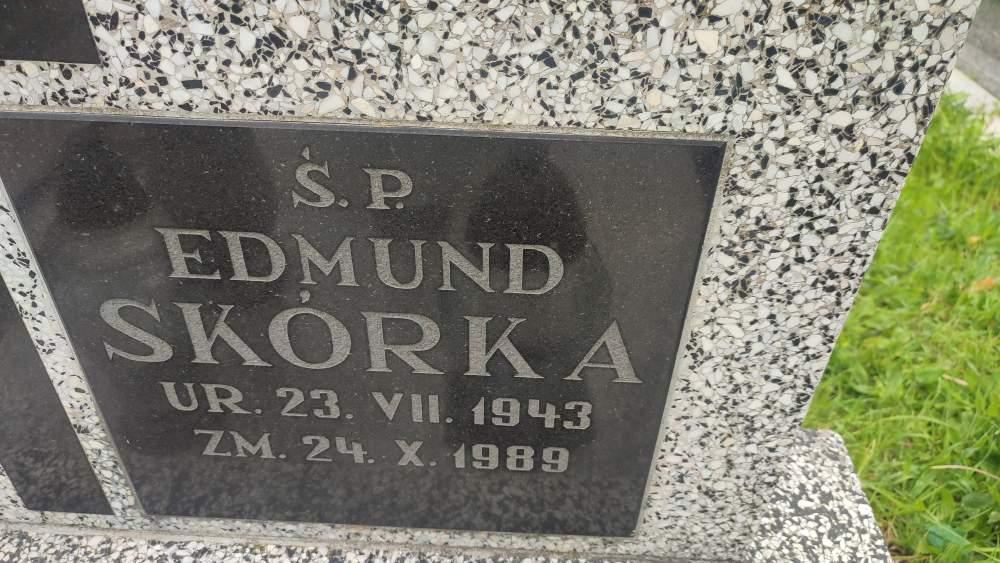 Ś. P.
EDMUND
SKÓRKA
UR. 23. VII. 1943
ZM. 24. X. 1989